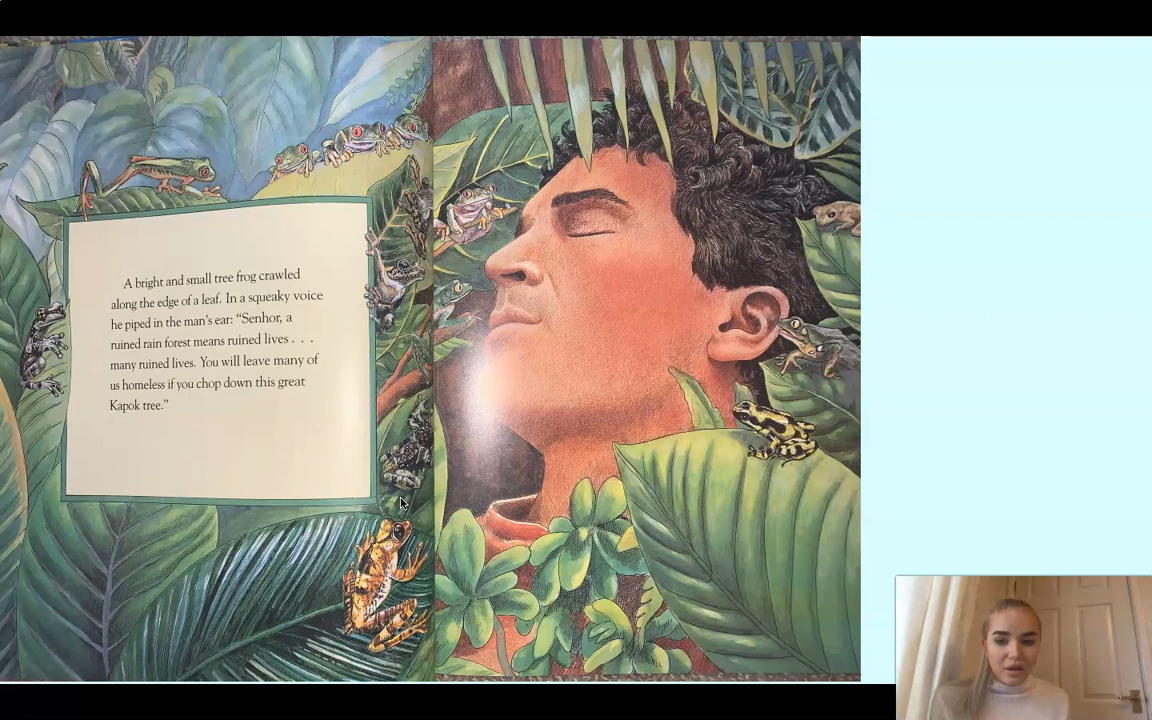 A bright and small tree frog crawled
along the edge of a leaf. In a squeaky voice
he piped in the man's ear: “Senhor, a
ruined rain forest means ruined lives . . .
many ruined lives. You will leave many of
us homeless if you chop down this great
Kapok tree.”